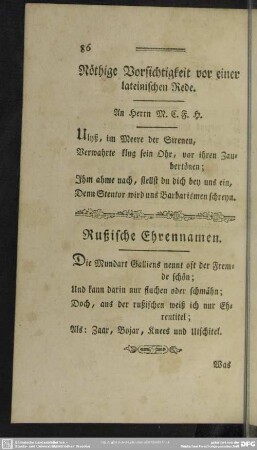 86
Nöthige Vorsichtigkeit vor einer
lateinischen Rede.
An Herrn M. C. F. H.
Ulyß, im Meere der Sirenen,
Verwahrte klug sein Ohr, vor ihren Zau-
bertönen;
Ihm ahme nach, stellst du dich bey uns ein,
Denn Stentor wird uns Barbarismen schreyn.
Rußische Ehrennamen.
Die Mundart Galliens nennt oft der Frem-
de schön;
Und kann darin nur fluchen oder schmähn;
Doch, aus der rußischen weiß ich nur Eh-
rentitel;
Als: Zaar, Bojar, Knees und Utschitel.
Was